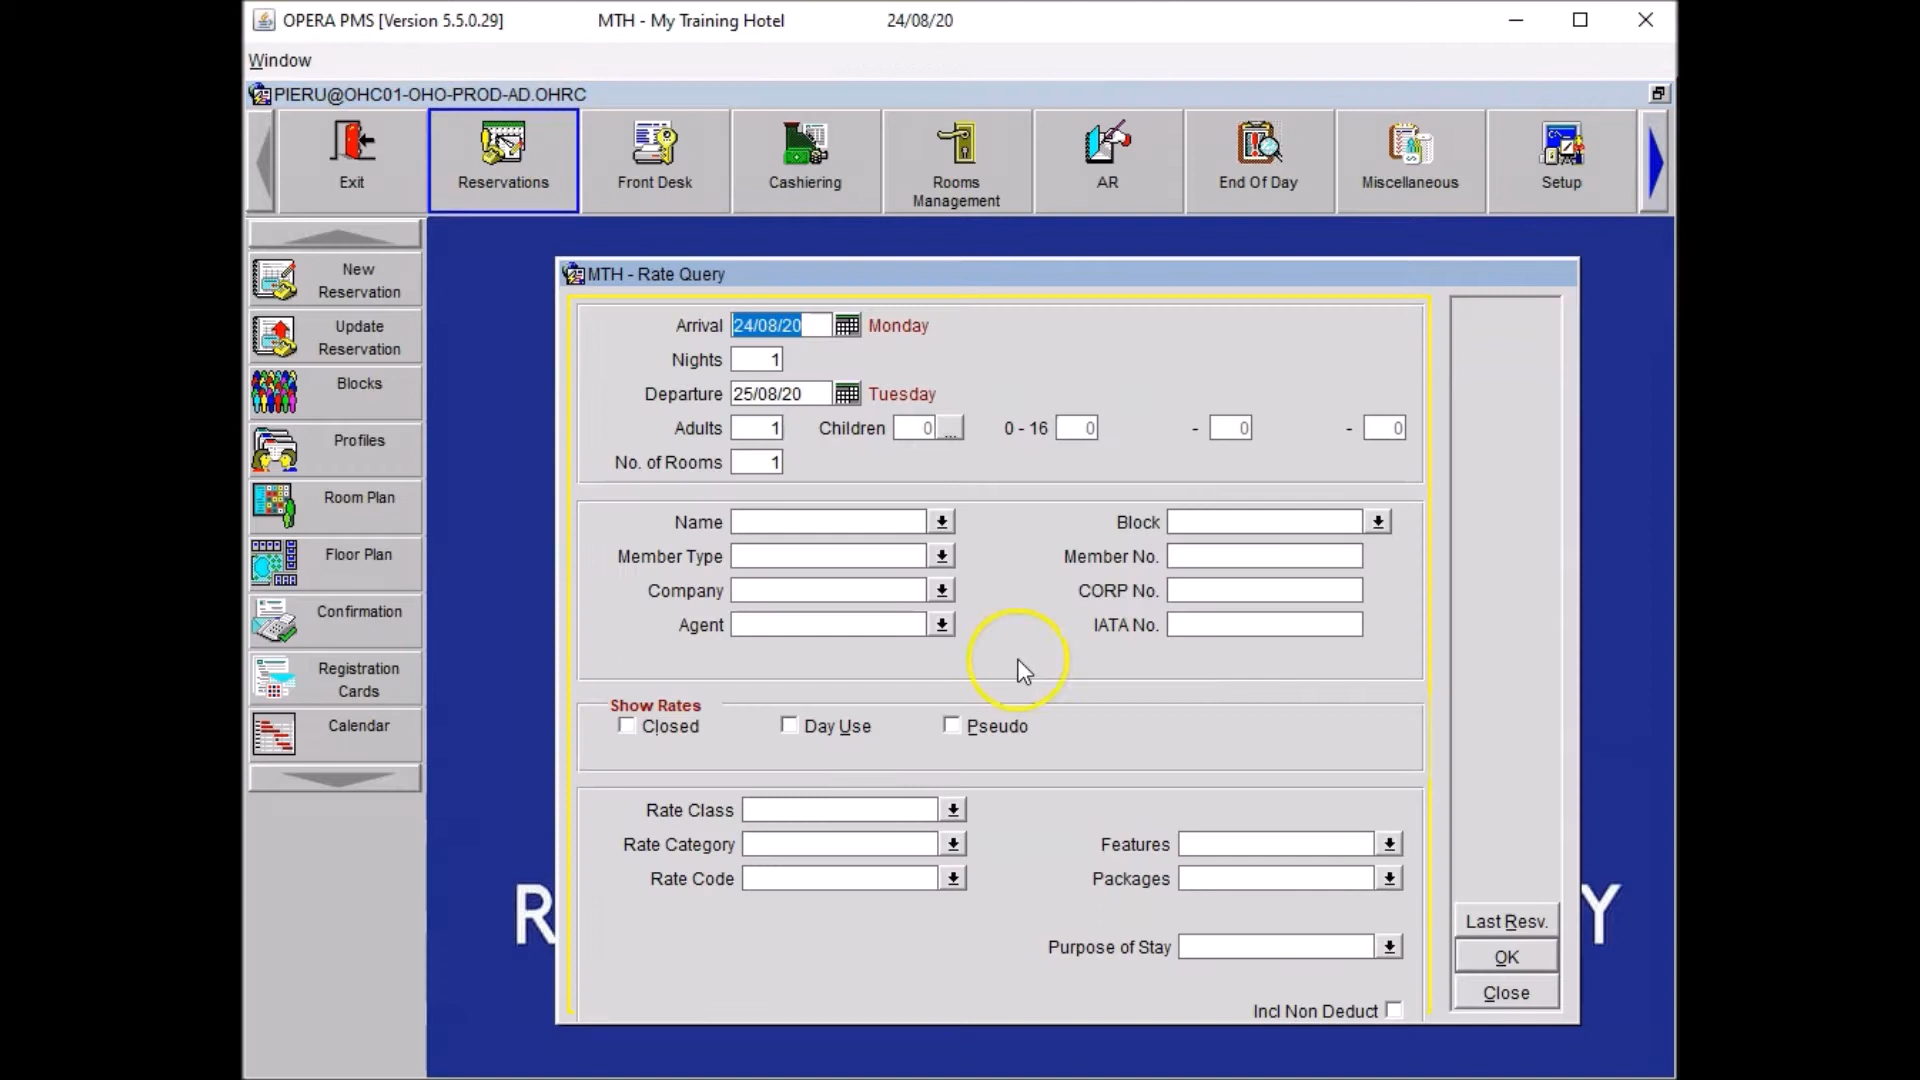 OPERA PMS [Version 5.5.0.29] MTH - My Training Hotel 24/08/20
Window
PIERU@OHC01-OHO-PROD-AD.OHRC
Exit
Reservations
Front Desk
Cashiering
Rooms
Management
AR
End Of Day
Miscellaneous
Setup
New
Reservation
Update
Reservation
Blocks
Profiles
Room Plan
Floor Plan
Confirmation
Registration
Cards
Calendar
MTH - Rate Query
Arrival 24/08/20 Monday
Nights 1
Departure 25/08/20 Tuesday
Adults 1 Children 0 ... 0 - 16 0 - 0 - 0
No. of Rooms 1
Name Block
Member Type Member No.
Company CORP No.
Agent IATA No.
Show Rates
Closed Day Use Pseudo
Rate Class
Rate Category Features
Rate Code Packages
Purpose of Stay
Incl Non Deduct
Last Resv.
OK
Close
R Y